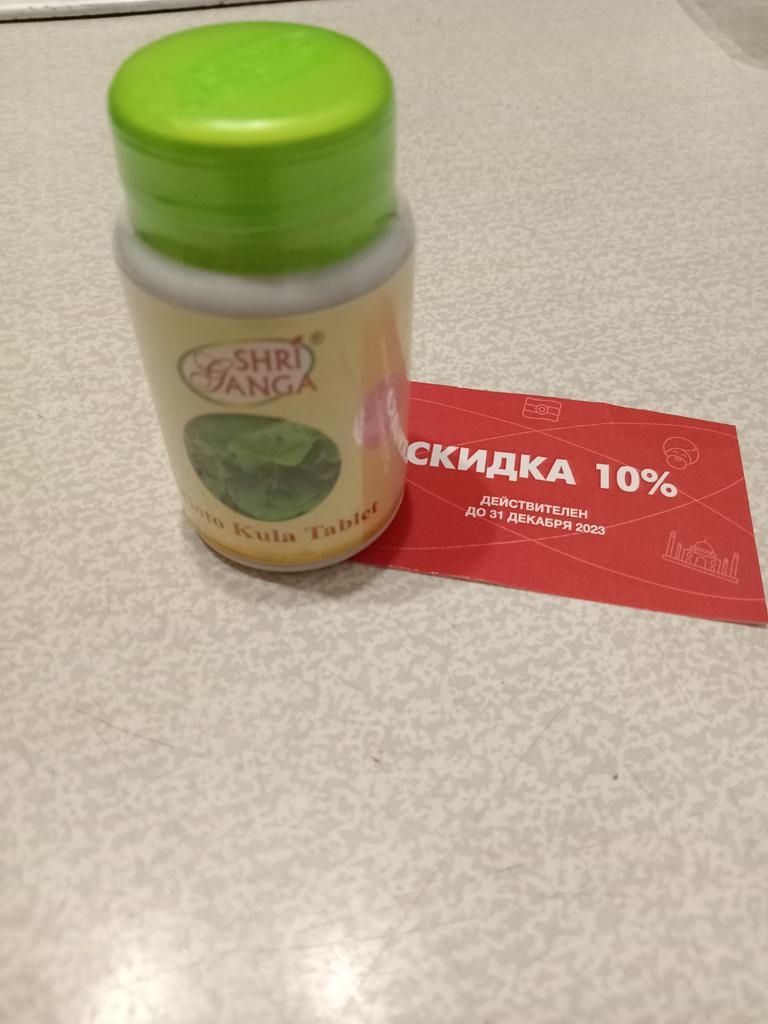 SHRI
GANGA
®
Kula Tablet
СКИДКА 10%
ДЕЙСТВИТЕЛЕН
ДО 31 ДЕКАБРЯ 2023